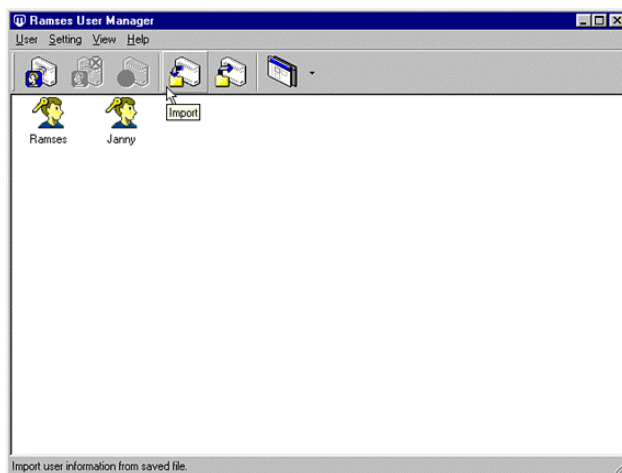 Ramses User Manager
User Setting View Help
Import
Ramses Janny
Import user information from saved file.